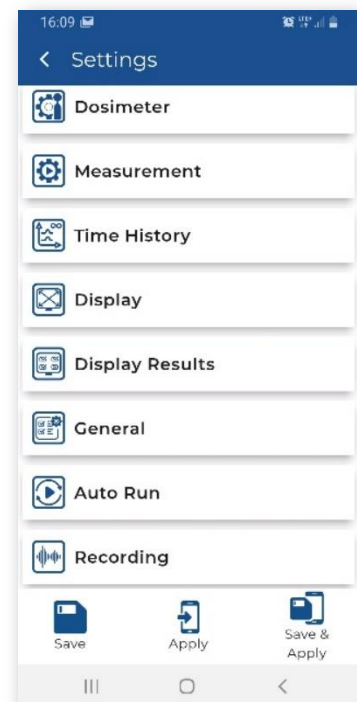 16:09
Settings
Dosimeter
Measurement
Time History
Display
Display Results
General
Auto Run
Recording
Save
Apply
Save &
Apply